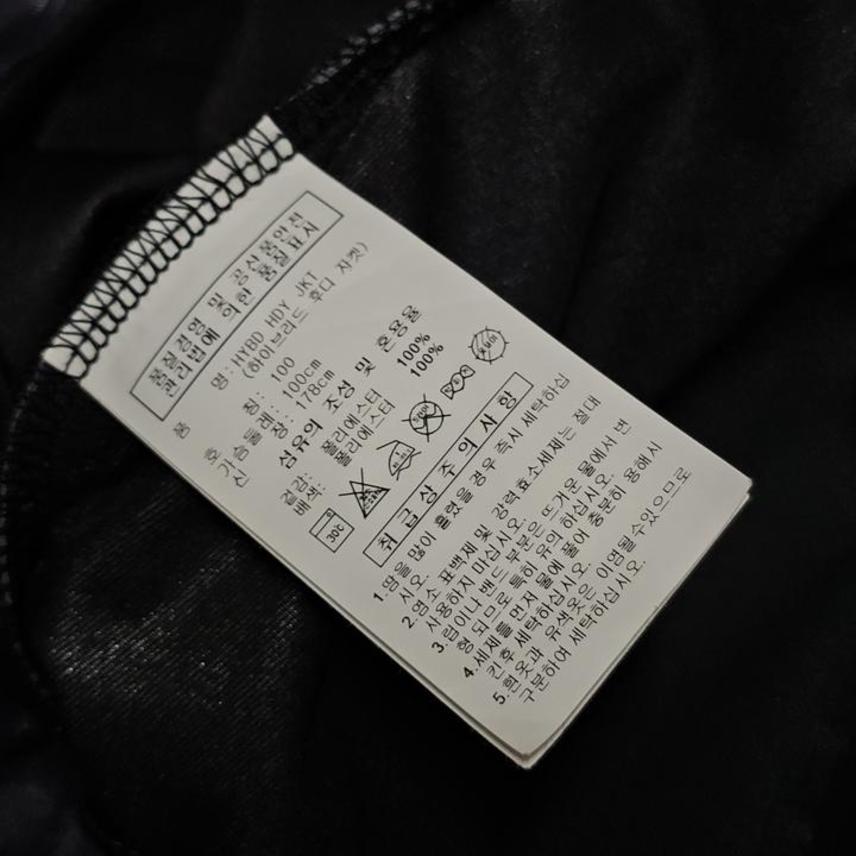 품질경영 및 공산품안전
관리법에 의한 품질표시
품 명 : HYBD HDY JKT
(하이브리드 후디 자켓)
호 칭 : 100
가슴둘레 : 100cm
신 장 : 178cm
섬유의 조성 및 혼용율
겉감 : 폴리에스터 100%
배색 : 폴리에스터 100%
30℃
취급상주의사항
1.땀을 많이 흘렸을 경우 즉시 세탁하십
시오.
2.염소 표백제 및 강력효소세제는 절대
사용하지 마십시오.
3.럽이나 밴드 부분은 뜨거운 물에서 변
형 되므로 특히 유의 하십시오.
4.세제를 먼저 물에 풀어 충분히 용해시
킨 후 세탁하십시오.
5.흰 옷과 유색옷은 이염될수있으므로
구분하여 세탁하십시오.